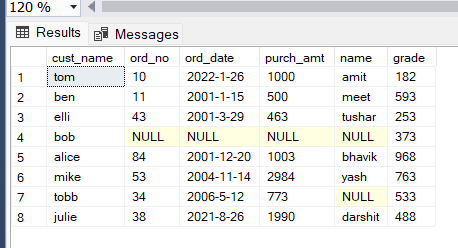 120 %
Results Messages
cust_name ord_no ord_date purch_amt name grade
1 tom 10 2022-1-26 1000 amit 182
2 ben 11 2001-1-15 500 meet 593
3 elli 43 2001-3-29 463 tushar 253
4 bob NULL NULL NULL NULL 373
5 alice 84 2001-12-20 1003 bhavik 968
6 mike 53 2004-11-14 2984 yash 763
7 tobb 34 2006-5-12 773 NULL 533
8 julie 38 2021-8-26 1990 darshit 488